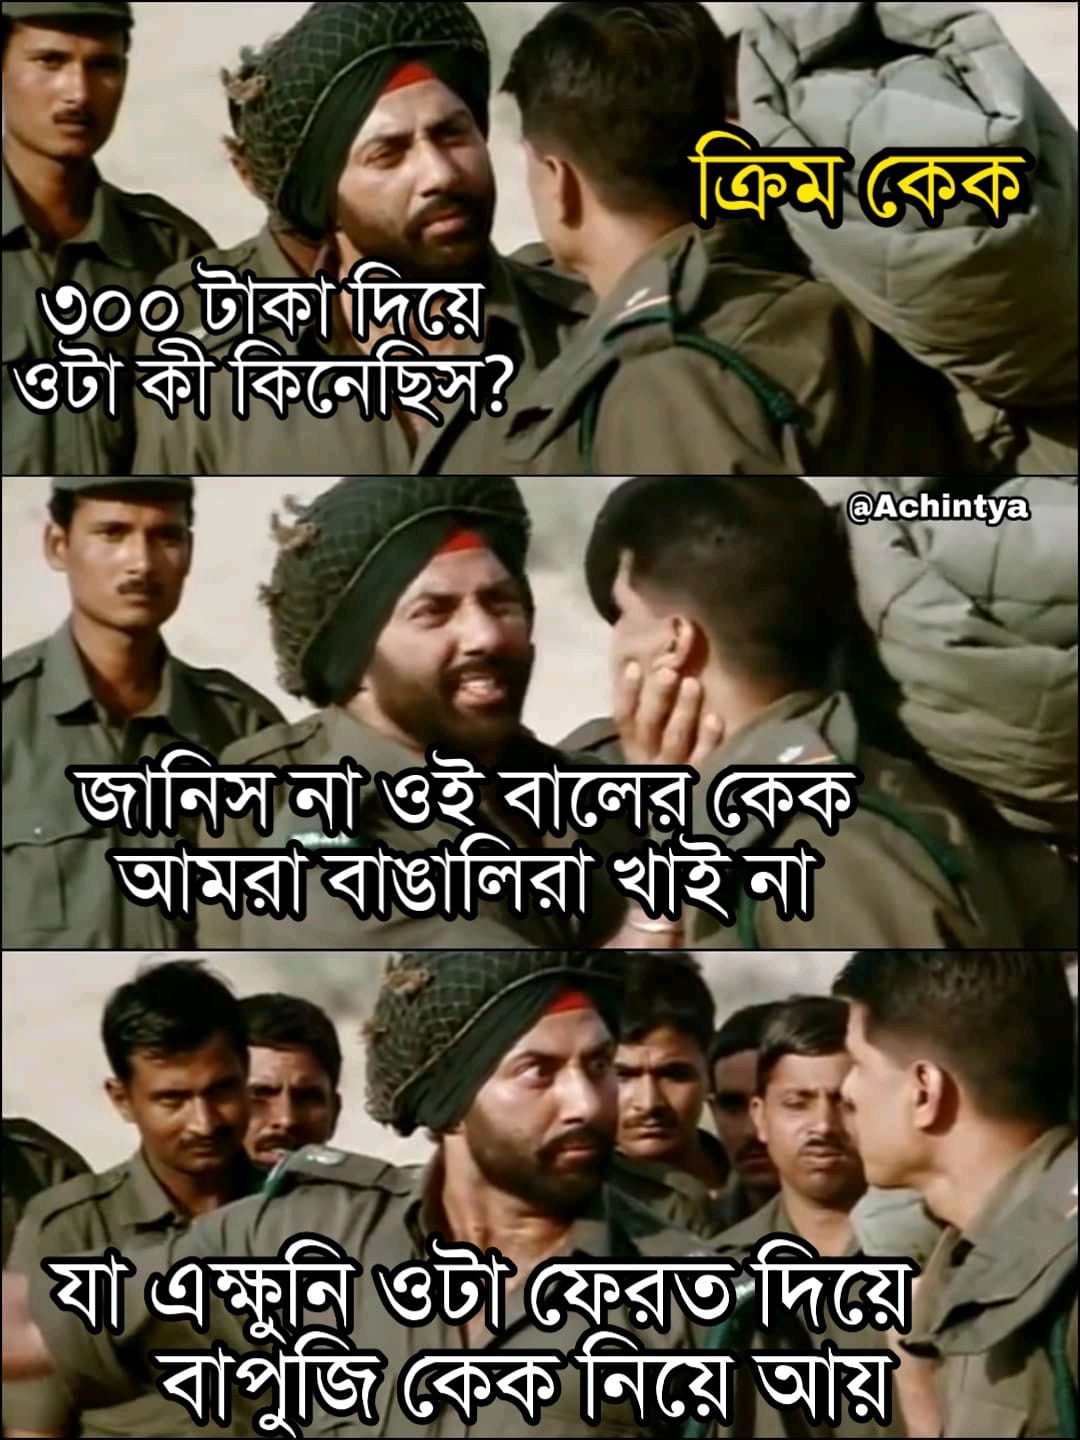 ক্রিম কেক
৩০০ টাকা দিয়ে
ওটা কী কিনেছিস?
@Achintya
জানিস না ওই বালের কেক
আমরা বাঙালিরা খাই না
যা এক্ষুনি ওটা ফেরত দিয়ে
বাপুজি কেক নিয়ে আয়